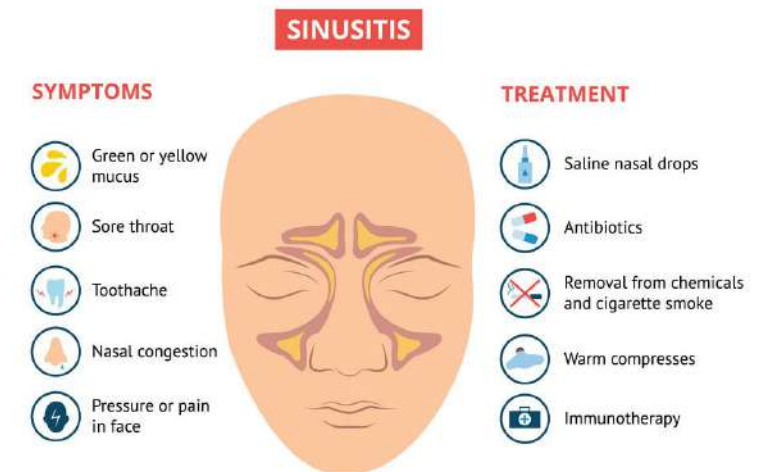 SINUSITIS
SYMPTOMS
Green or yellow
mucus
Sore throat
Toothache
Nasal congestion
Pressure or pain
in face
TREATMENT
Saline nasal drops
Antibiotics
Removal from chemicals
and cigarette smoke
Warm compresses
Immunotherapy